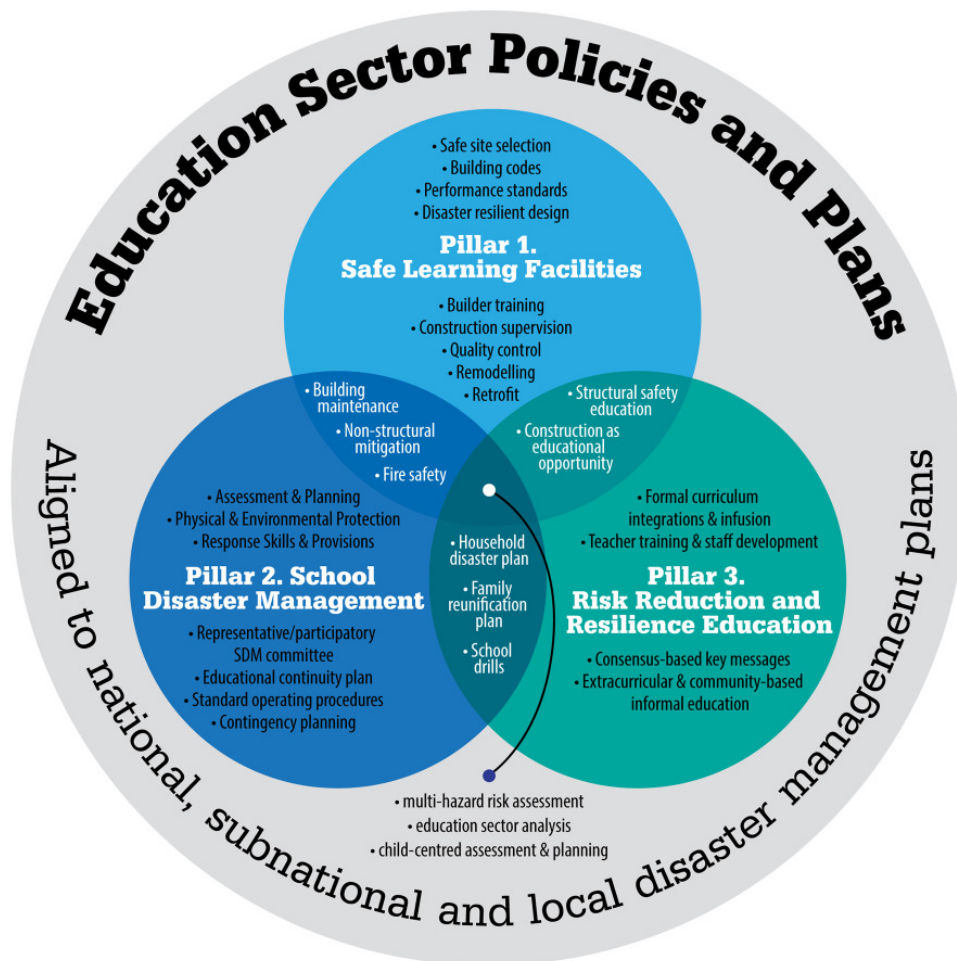 Education Sector Policies and Plans
• Safe site selection
• Building codes
• Performance standards
• Disaster resilient design
Pillar 1.
Safe Learning Facilities
• Builder training
• Construction supervision
• Quality control
• Remodelling
• Retrofit
• Building
maintenance
• Non-structural
mitigation
• Fire safety
• Structural safety
education
• Construction as
educational
opportunity
• Assessment & Planning
• Physical & Environmental Protection
• Response Skills & Provisions
Pillar 2. School
Disaster Management
• Representative/participatory
SDM committee
• Educational continuity plan
• Standard operating procedures
• Contingency planning
• Household
disaster plan
• Family
reunification
plan
• School
drills
• Formal curriculum
integrations & infusion
• Teacher training & staff development
Pillar 3.
Risk Reduction and
Resilience Education
• Consensus-based key messages
• Extracurricular & community-based
informal education
• multi-hazard risk assessment
• education sector analysis
• child-centred assessment & planning
Aligned to national, subnational and local disaster management plans